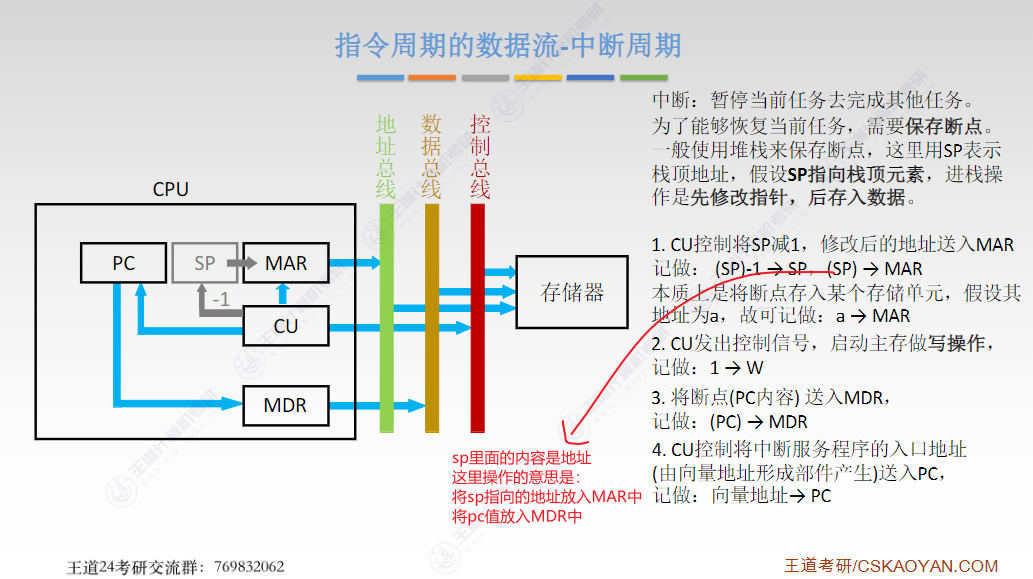 指令周期的数据流-中断周期
地址总线
数据总线
控制总线
CPU
PC
SP
MAR
-1
CU
MDR
存储器
中断：暂停当前任务去完成其他任务。
为了能够恢复当前任务，需要保存断点。
一般使用堆栈来保存断点，这里用SP表示
栈顶地址，假设SP指向栈顶元素，进栈操
作是先修改指针，后存入数据。
1. CU控制将SP减1，修改后的地址送入MAR
记做： (SP)-1 → SP，(SP) → MAR
本质上是将断点存入某个存储单元，假设其
地址为a，故可记做：a → MAR
2. CU发出控制信号，启动主存做写操作，
记做：1 → W
3. 将断点(PC内容) 送入MDR，
记做：(PC) → MDR
4. CU控制将中断服务程序的入口地址
(由向量地址形成部件产生)送入PC，
记做：向量地址→ PC
sp里面的内容是地址
这里操作的意思是：
将sp指向的地址放入MAR中
将pc值放入MDR中
王道24考研交流群：769832062
王道考研/CSKAOYAN.COM